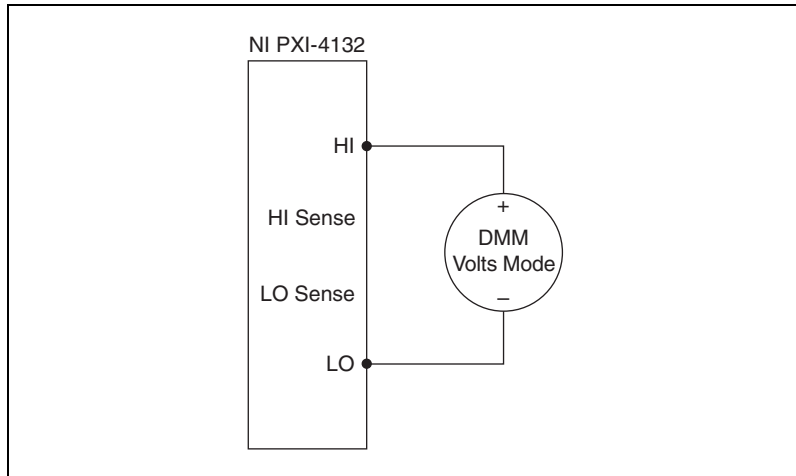 NI PXI-4132
HI
HI Sense
LO Sense
LO
+
DMM
Volts Mode
–